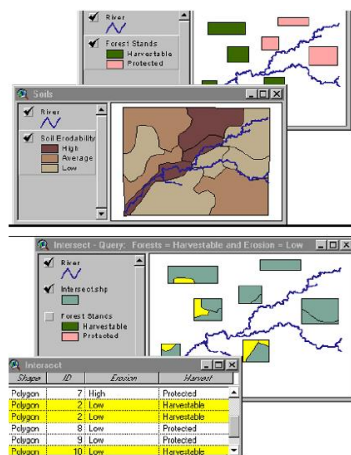 River
Forest Stands
Harvestable
Protected
Soils
River
Soil Erodability
High
Average
Low
Intersect - Query: Forests = Harvestable and Erosion = Low
River
Intersect.shp
Forest Stands
Harvestable
Protected
Intersect
Shape ID Erosion Harvest
Polygon 7 High Protected
Polygon 2 Low Harvestable
Polygon 2 Low Harvestable
Polygon 8 Low Protected
Polygon 9 Low Protected
Polygon 10 Low Harvestable